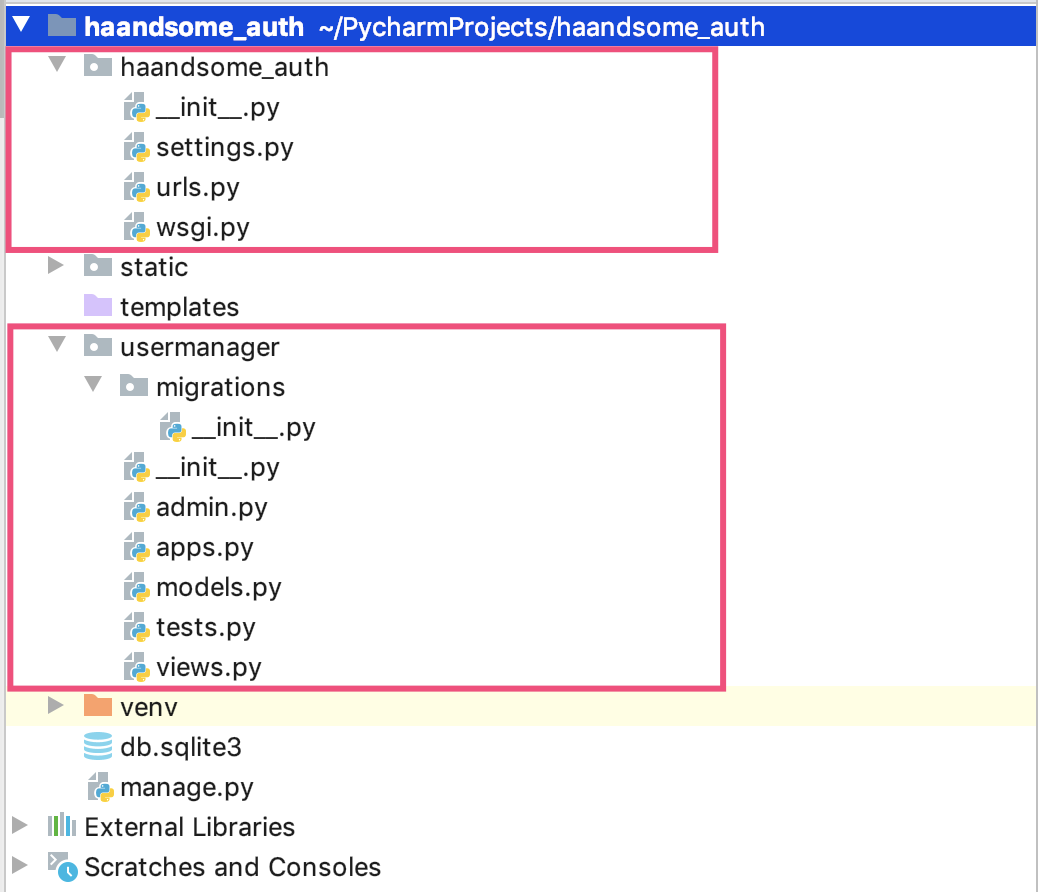 haandsome_auth ~/PycharmProjects/haandsome_auth
haandsome_auth
__init__.py
settings.py
urls.py
wsgi.py
static
templates
usermanager
migrations
__init__.py
__init__.py
admin.py
apps.py
models.py
tests.py
views.py
venv
db.sqlite3
manage.py
External Libraries
Scratches and Consoles